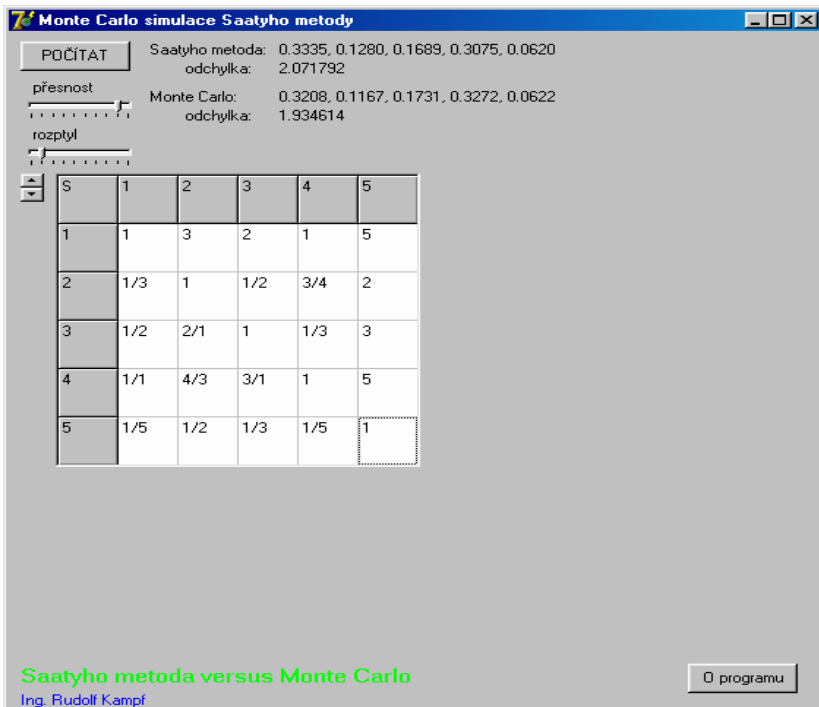 Monte Carlo simulace Saatyho metody
POČÍTAT
Saatyho metoda: 0.3335, 0.1280, 0.1689, 0.3075, 0.0620
odchylka: 2.071792
přesnost
Monte Carlo: 0.3208, 0.1167, 0.1731, 0.3272, 0.0622
odchylka: 1.934614
rozptyl
S 1 2 3 4 5
1 1 3 2 1 5
2 1/3 1 1/2 3/4 2
3 1/2 2/1 1 1/3 3
4 1/1 4/3 3/1 1 5
5 1/5 1/2 1/3 1/5 1
Saatyho metoda versus Monte Carlo
O programu
Ing. Rudolf Kampf